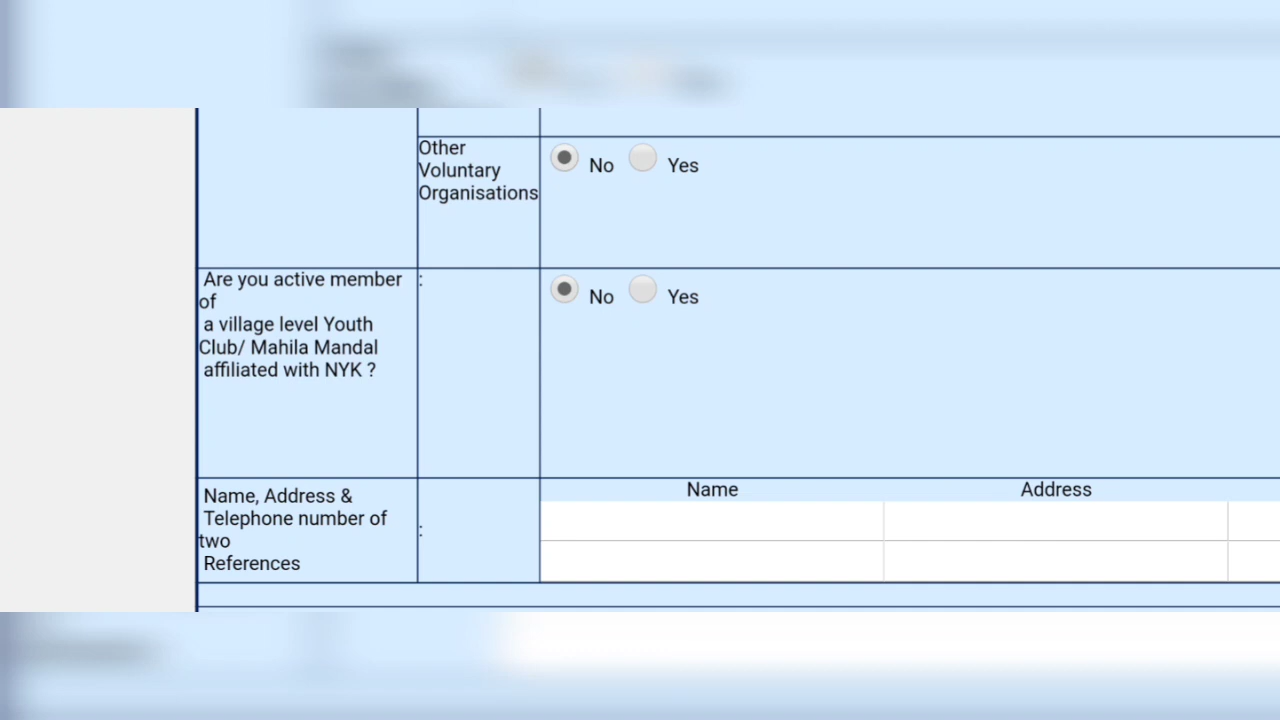 Other
Voluntary
Organisations
No Yes
Are you active member
of
a village level Youth
Club/ Mahila Mandal
affiliated with NYK ?
:
No Yes
Name, Address &
Telephone number of
two
References
:
Name Address